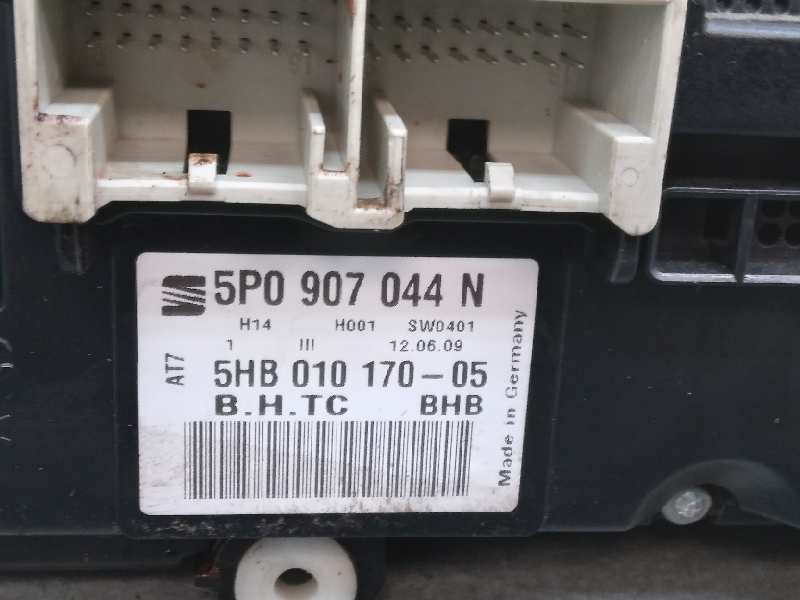 5P0 907 044 N
H14 H001 SW0401
1 III 12.06.09
AT7
5HB 010 170-05
B.H.TC BHB
Made in Germany